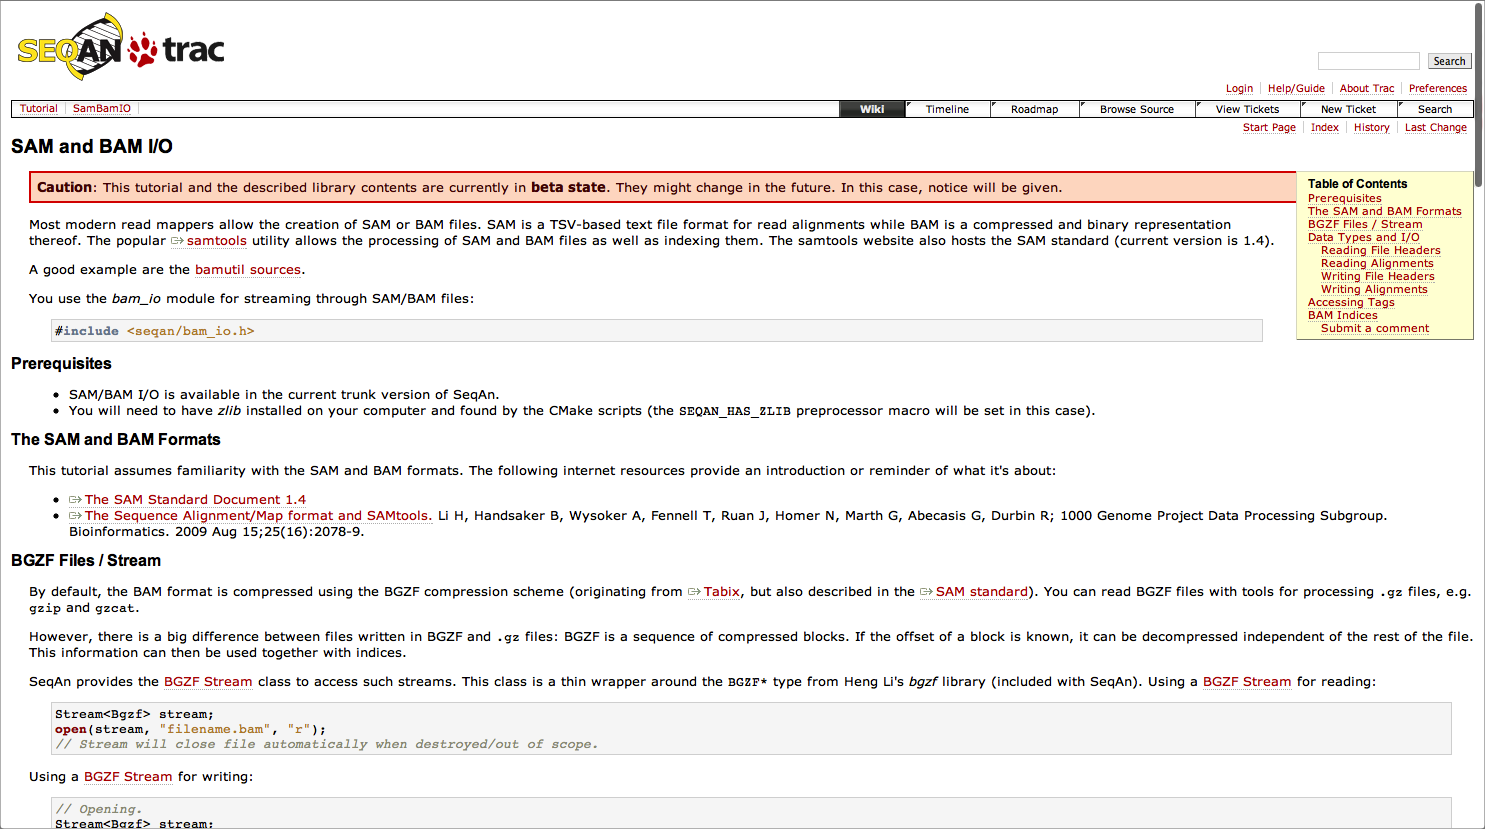 SEQAN trac
Search
Login Help/Guide About Trac Preferences
Tutorial SamBamIO Wiki Timeline Roadmap Browse Source View Tickets New Ticket Search
Start Page Index History Last Change
SAM and BAM I/O
Caution: This tutorial and the described library contents are currently in beta state. They might change in the future. In this case, notice will be given.
Table of Contents
Prerequisites
The SAM and BAM Formats
BGZF Files / Stream
Data Types and I/O
Reading File Headers
Reading Alignments
Writing File Headers
Writing Alignments
Accessing Tags
BAM Indices
Submit a comment
Most modern read mappers allow the creation of SAM or BAM files. SAM is a TSV-based text file format for read alignments while BAM is a compressed and binary representation
thereof. The popular samtools utility allows the processing of SAM and BAM files as well as indexing them. The samtools website also hosts the SAM standard (current version is 1.4).
A good example are the bamutil sources.
You use the bam_io module for streaming through SAM/BAM files:
#include <seqan/bam_io.h>
Prerequisites
• SAM/BAM I/O is available in the current trunk version of SeqAn.
• You will need to have zlib installed on your computer and found by the CMake scripts (the SEQAN_HAS_ZLIB preprocessor macro will be set in this case).
The SAM and BAM Formats
This tutorial assumes familiarity with the SAM and BAM formats. The following internet resources provide an introduction or reminder of what it's about:
• The SAM Standard Document 1.4
• The Sequence Alignment/Map format and SAMtools. Li H, Handsaker B, Wysoker A, Fennell T, Ruan J, Homer N, Marth G, Abecasis G, Durbin R; 1000 Genome Project Data Processing Subgroup.
Bioinformatics. 2009 Aug 15;25(16):2078-9.
BGZF Files / Stream
By default, the BAM format is compressed using the BGZF compression scheme (originating from Tabix, but also described in the SAM standard). You can read BGZF files with tools for processing .gz files, e.g.
gzip and gzcat.
However, there is a big difference between files written in BGZF and .gz files: BGZF is a sequence of compressed blocks. If the offset of a block is known, it can be decompressed independent of the rest of the file.
This information can then be used together with indices.
SeqAn provides the BGZF Stream class to access such streams. This class is a thin wrapper around the BGZF* type from Heng Li's bgzf library (included with SeqAn). Using a BGZF Stream for reading:
Stream<Bgzf> stream;
open(stream, "filename.bam", "r");
// Stream will close file automatically when destroyed/out of scope.
Using a BGZF Stream for writing:
// Opening.
Stream<Bgzf> stream;